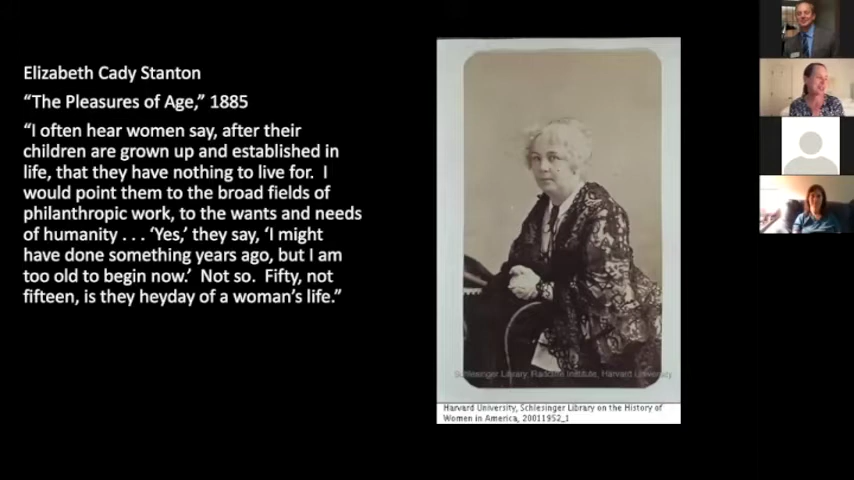 Elizabeth Cady Stanton
“The Pleasures of Age,” 1885
“I often hear women say, after their
children are grown up and established in
life, that they have nothing to live for.  I
would point them to the broad fields of
philanthropic work, to the wants and needs
of humanity . . . ‘Yes,’ they say, ‘I might
have done something years ago, but I am
too old to begin now.’  Not so.  Fifty, not
fifteen, is they heyday of a woman’s life.”
Schlesinger Library, Radcliffe Institute, Harvard University
Harvard University, Schlesinger Library on the History of
Women in America, 20011952_1